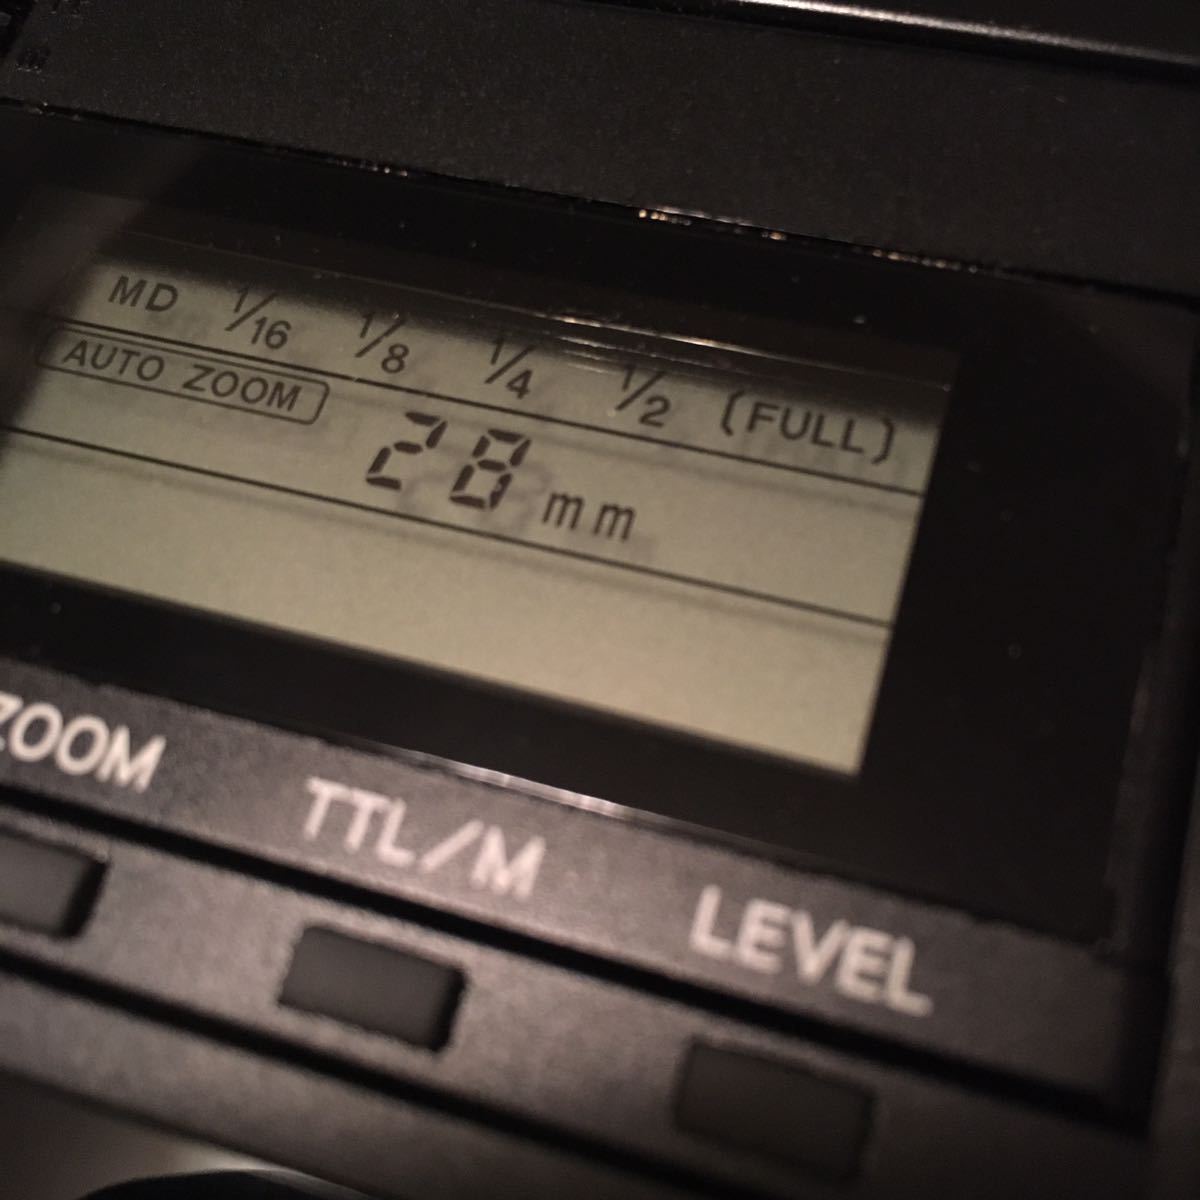 MD 1/16 1/8 1/4 1/2 (FULL)
AUTO ZOOM
28 mm
ZOOM TTL/M LEVEL